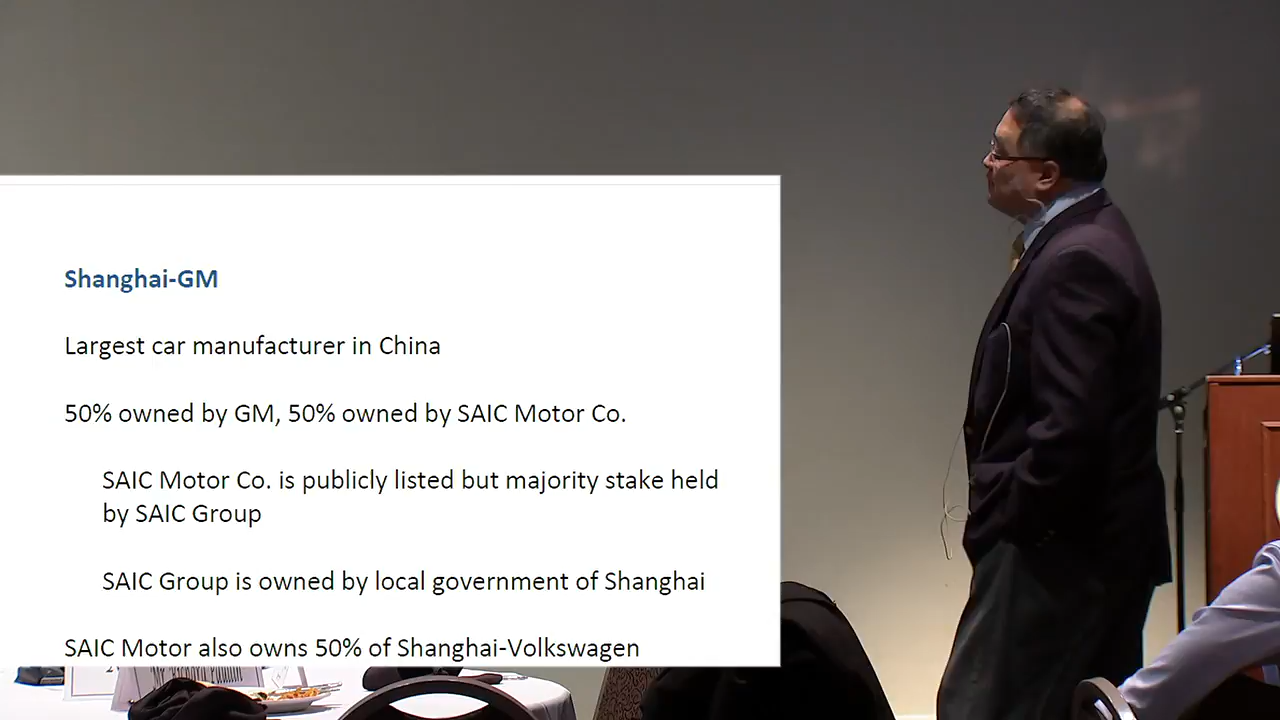 Shanghai-GM
Largest car manufacturer in China
50% owned by GM, 50% owned by SAIC Motor Co.
SAIC Motor Co. is publicly listed but majority stake held
by SAIC Group
SAIC Group is owned by local government of Shanghai
SAIC Motor also owns 50% of Shanghai-Volkswagen